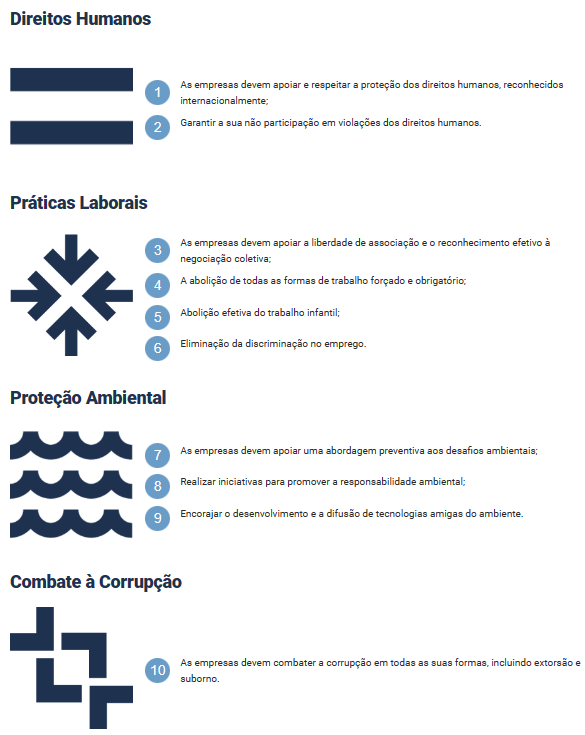 Direitos Humanos
1 As empresas devem apoiar e respeitar a proteção dos direitos humanos, reconhecidos
internacionalmente;
2 Garantir a sua não participação em violações dos direitos humanos.
Práticas Laborais
3 As empresas devem apoiar a liberdade de associação e o reconhecimento efetivo à
negociação coletiva;
4 A abolição de todas as formas de trabalho forçado e obrigatório;
5 Abolição efetiva do trabalho infantil;
6 Eliminação da discriminação no emprego.
Proteção Ambiental
7 As empresas devem apoiar uma abordagem preventiva aos desafios ambientais;
8 Realizar iniciativas para promover a responsabilidade ambiental;
9 Encorajar o desenvolvimento e a difusão de tecnologias amigas do ambiente.
Combate à Corrupção
10 As empresas devem combater a corrupção em todas as suas formas, incluindo extorsão e
suborno.